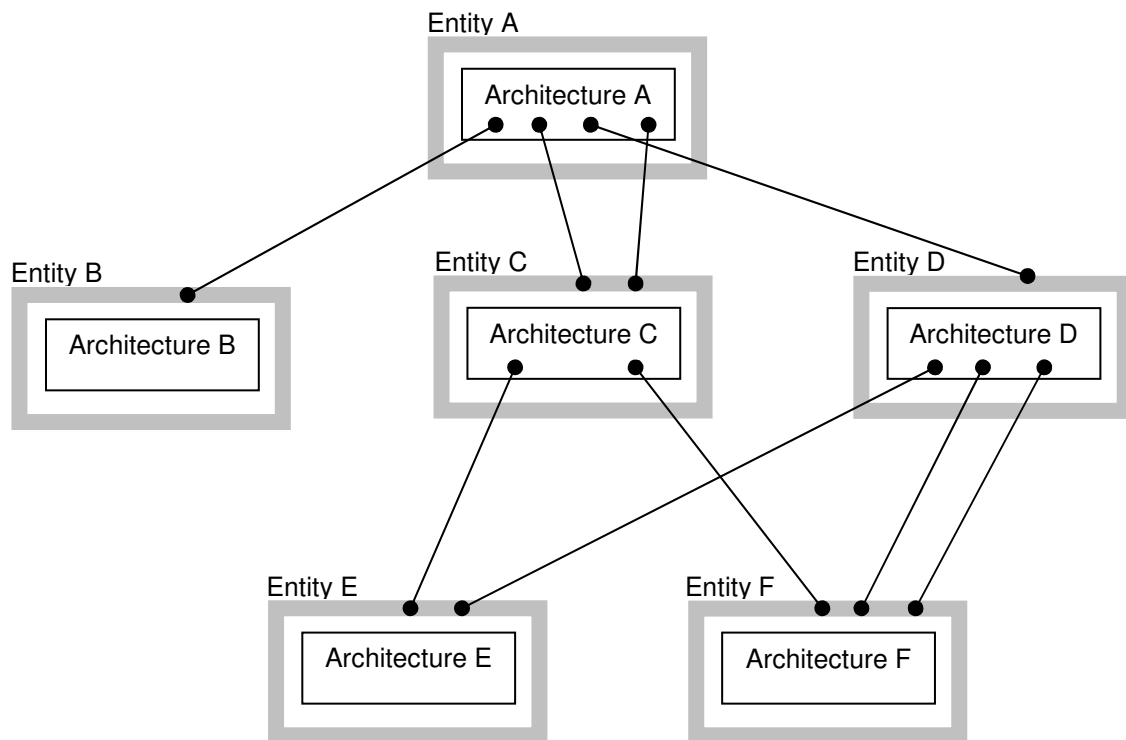 Entity A
Architecture A
Entity B
Entity C
Entity D
Architecture B
Architecture C
Architecture D
Entity E
Entity F
Architecture E
Architecture F